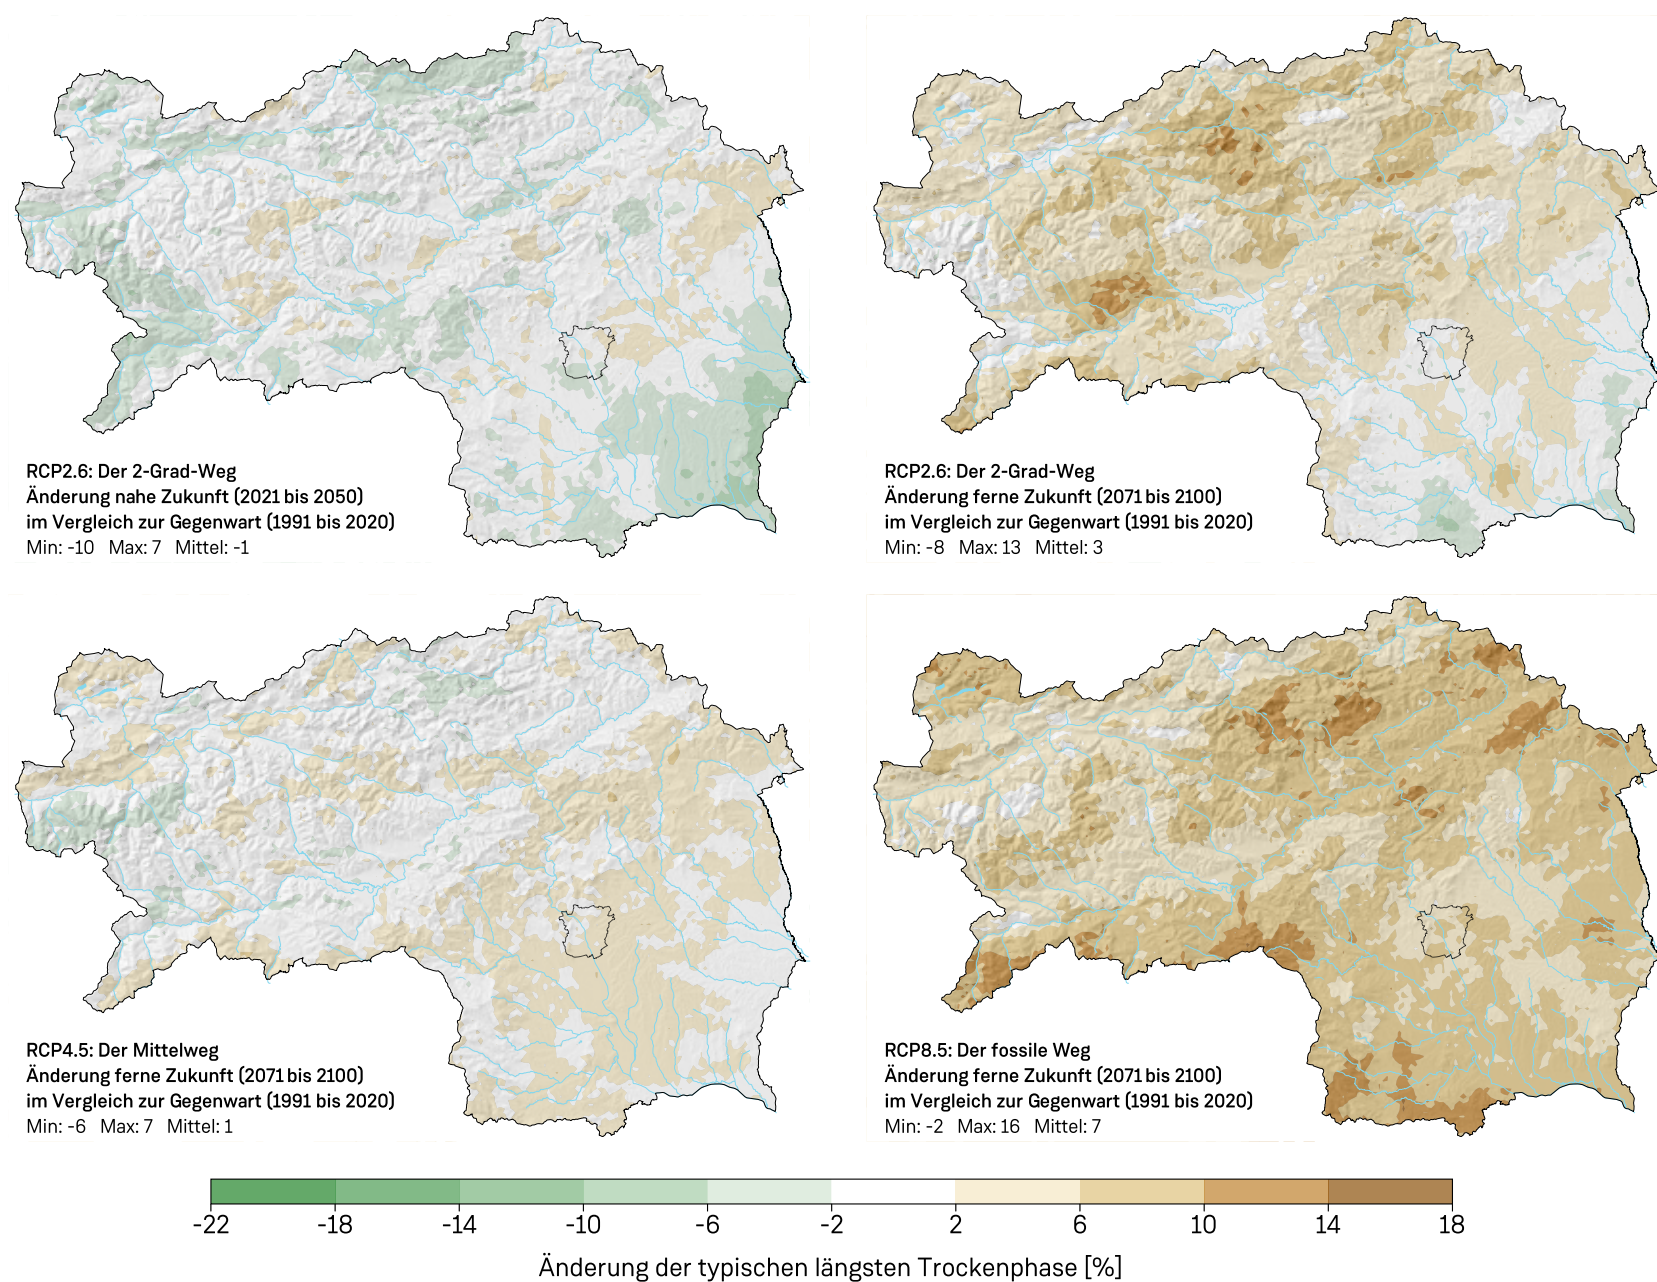 RCP2.6: Der 2-Grad-Weg
Änderung nahe Zukunft (2021 bis 2050)
im Vergleich zur Gegenwart (1991 bis 2020)
Min: -10 Max: 7 Mittel: -1
RCP2.6: Der 2-Grad-Weg
Änderung ferne Zukunft (2071 bis 2100)
im Vergleich zur Gegenwart (1991 bis 2020)
Min: -8 Max: 13 Mittel: 3
RCP4.5: Der Mittelweg
Änderung ferne Zukunft (2071 bis 2100)
im Vergleich zur Gegenwart (1991 bis 2020)
Min: -6 Max: 7 Mittel: 1
RCP8.5: Der fossile Weg
Änderung ferne Zukunft (2071 bis 2100)
im Vergleich zur Gegenwart (1991 bis 2020)
Min: -2 Max: 16 Mittel: 7
-22 -18 -14 -10 -6 -2 2 6 10 14 18
Änderung der typischen längsten Trockenphase [%]